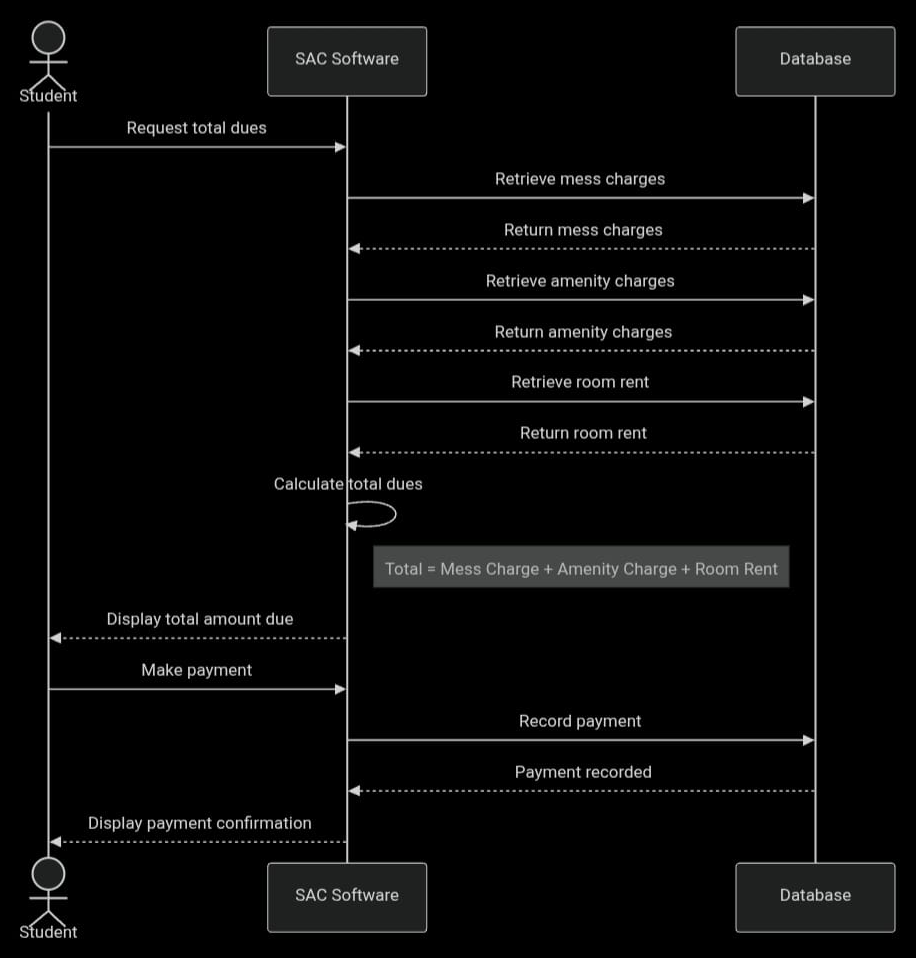 Student
SAC Software
Database
Request total dues
Retrieve mess charges
Return mess charges
Retrieve amenity charges
Return amenity charges
Retrieve room rent
Return room rent
Calculate total dues
Total = Mess Charge + Amenity Charge + Room Rent
Display total amount due
Make payment
Record payment
Payment recorded
Display payment confirmation
Student
SAC Software
Database